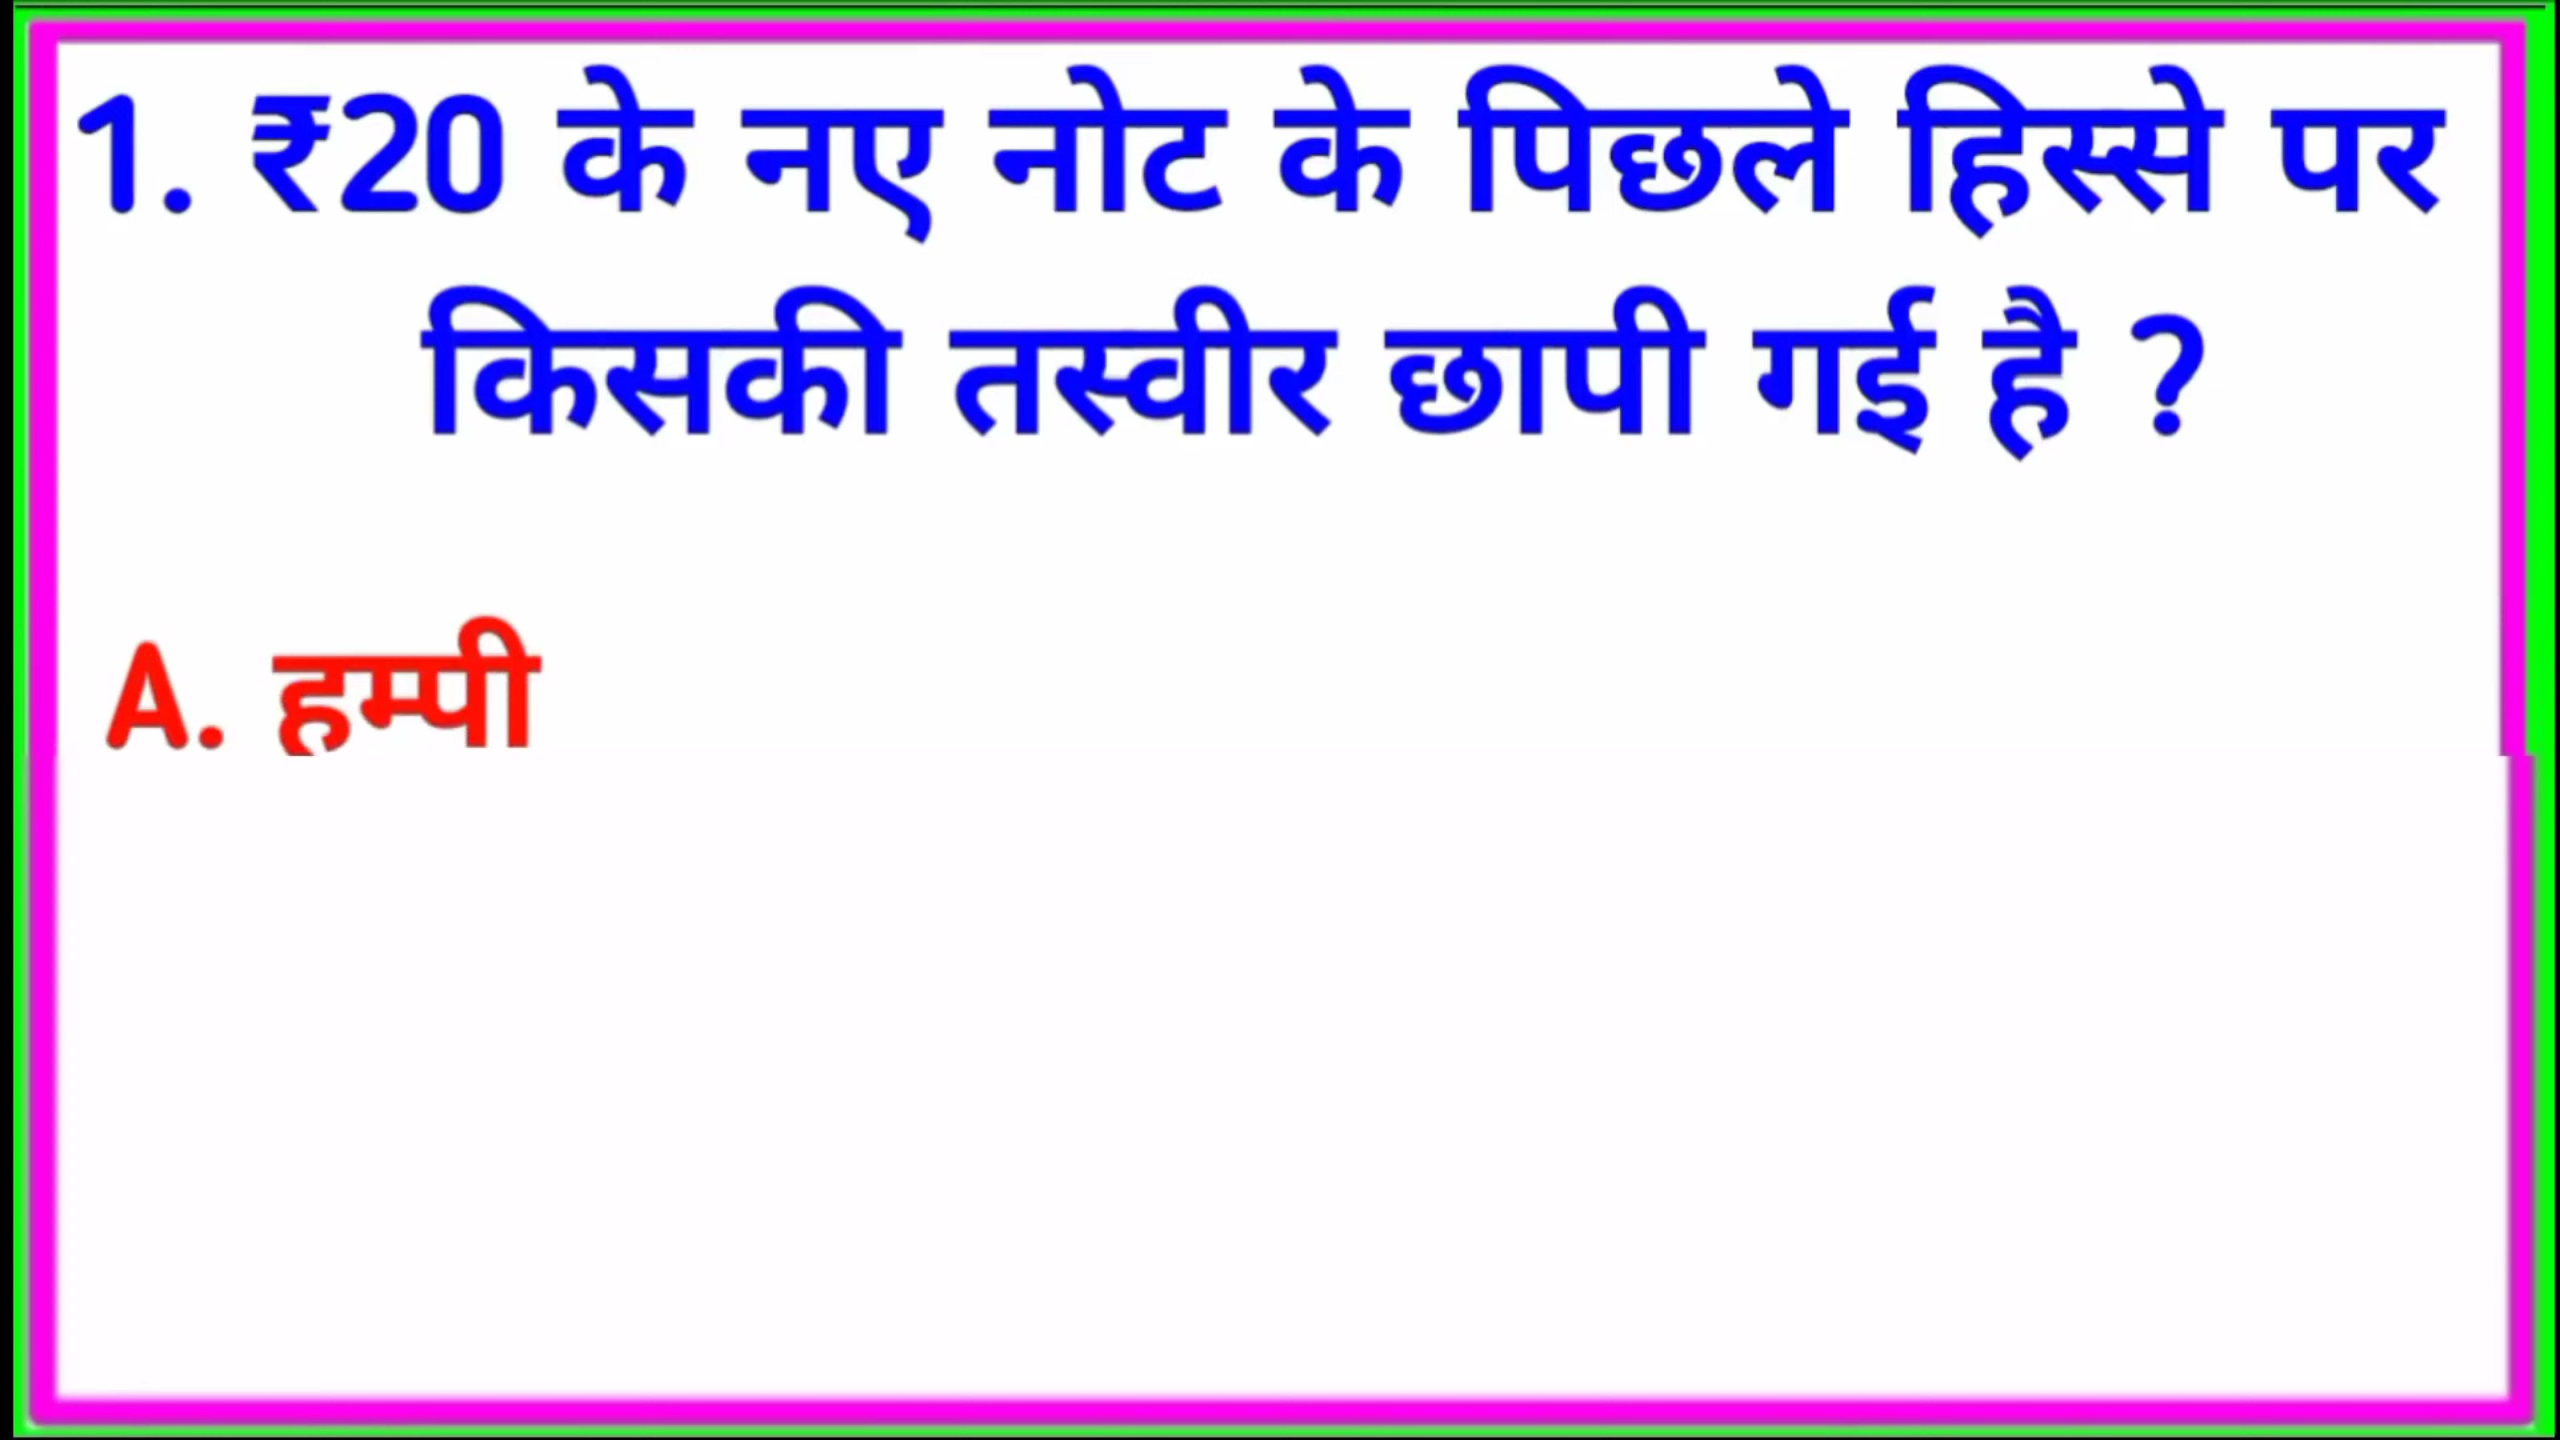 1. ₹20 के नए नोट के पिछले हिस्से पर
किसकी तस्वीर छापी गई है ?
A. हम्पी